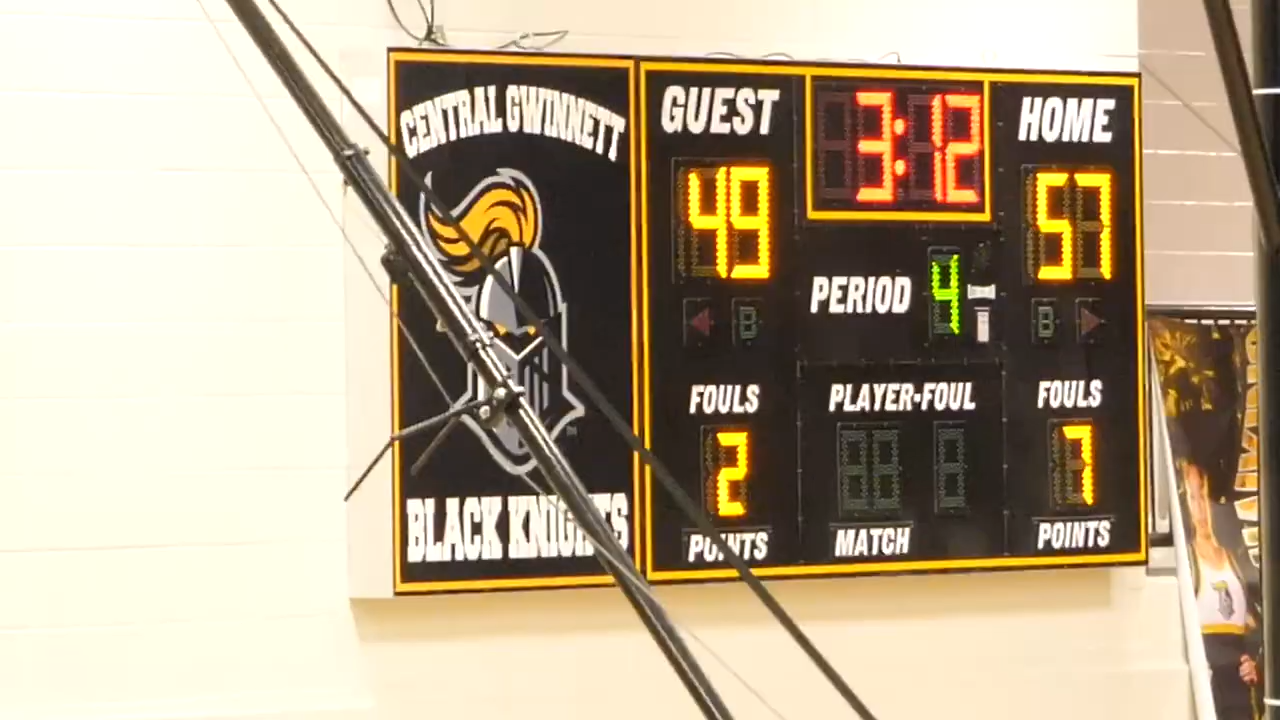 CENTRAL GWINNETT
GUEST
3:12
HOME
49
57
PERIOD 4
B
B
FOULS
PLAYER-FOUL
FOULS
2
7
BLACK KNIGHTS
POINTS
MATCH
POINTS